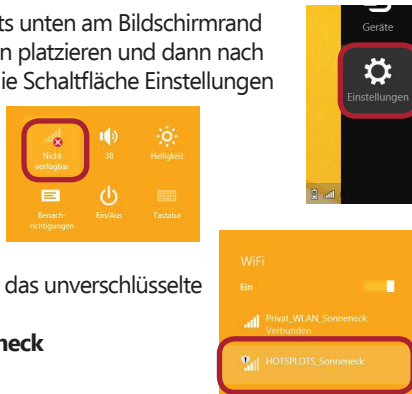 ts unten am Bildschirmrand
n platzieren und dann nach
ie Schaltfläche Einstellungen
Geräte
Einstellungen
Nicht verfügbar
38
Helligkeit
Benach-
richtigungen
Ein/Aus
Tastatur
das unverschlüsselte
neck
WiFi
Ein
Privat_WLAN_Sonneneck
Verbunden
HOTSPLOTS_Sonneneck